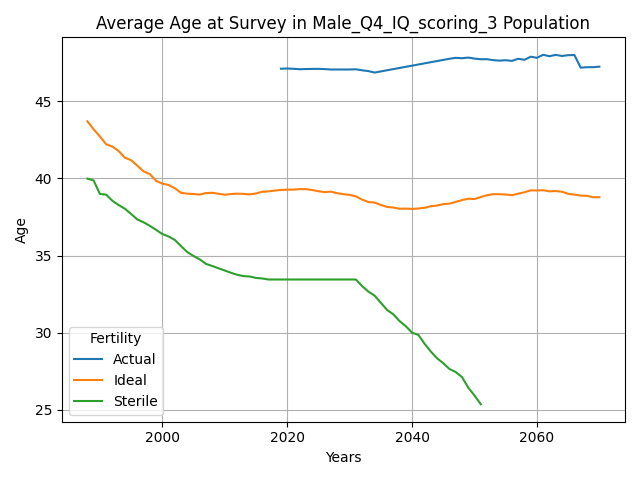 Average Age at Survey in Male_Q4_IQ_scoring_3 Population
45
40
35
30
25
Age
Fertility
Actual
Ideal
Sterile
2000
2020
2040
2060
Years